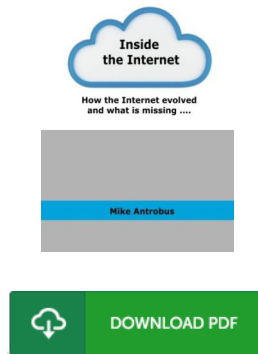 Inside
the Internet
How the Internet evolved
and what is missing ....
Mike Antrobus
DOWNLOAD PDF